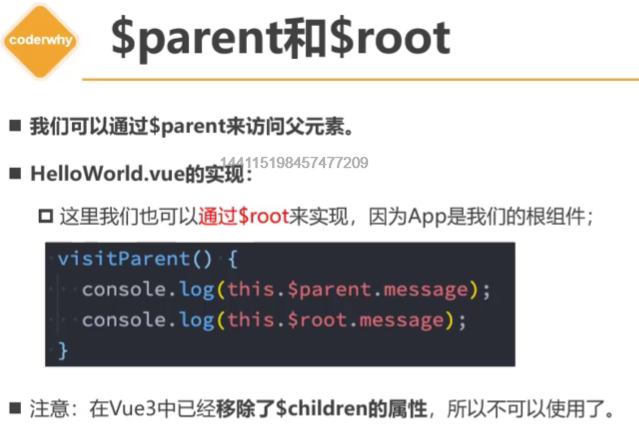 coderwhy
$parent和$root
我们可以通过$parent来访问父元素。
144115198457477209
HelloWorld.vue的实现：
这里我们也可以通过$root来实现，因为App是我们的根组件；
visitParent() {
console.log(this.$parent.message);
console.log(this.$root.message);
}
注意：在Vue3中已经移除了$children的属性，所以不可以使用了。